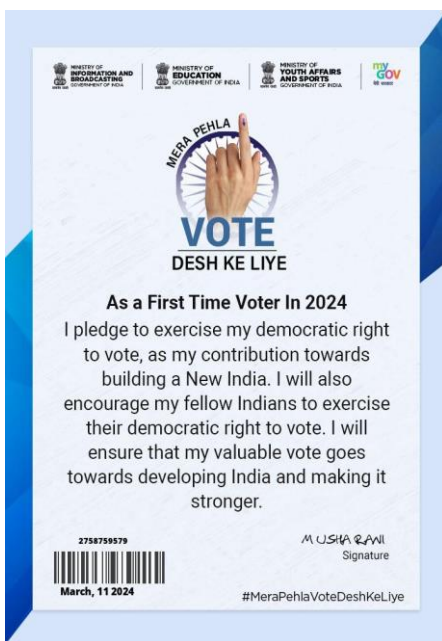 MINISTRY OF
INFORMATION AND
BROADCASTING
GOVERNMENT OF INDIA
MINISTRY OF
EDUCATION
GOVERNMENT OF INDIA
MINISTRY OF
YOUTH AFFAIRS
AND SPORTS
GOVERNMENT OF INDIA
my
GOV
मेरी सरकार
MERA PEHLA
VOTE
DESH KE LIYE
As a First Time Voter In 2024
I pledge to exercise my democratic right
to vote, as my contribution towards
building a New India. I will also
encourage my fellow Indians to exercise
their democratic right to vote. I will
ensure that my valuable vote goes
towards developing India and making it
stronger.
2758759579
March, 11 2024
M USHA RANI
Signature
#MeraPehlaVoteDeshKeLiye